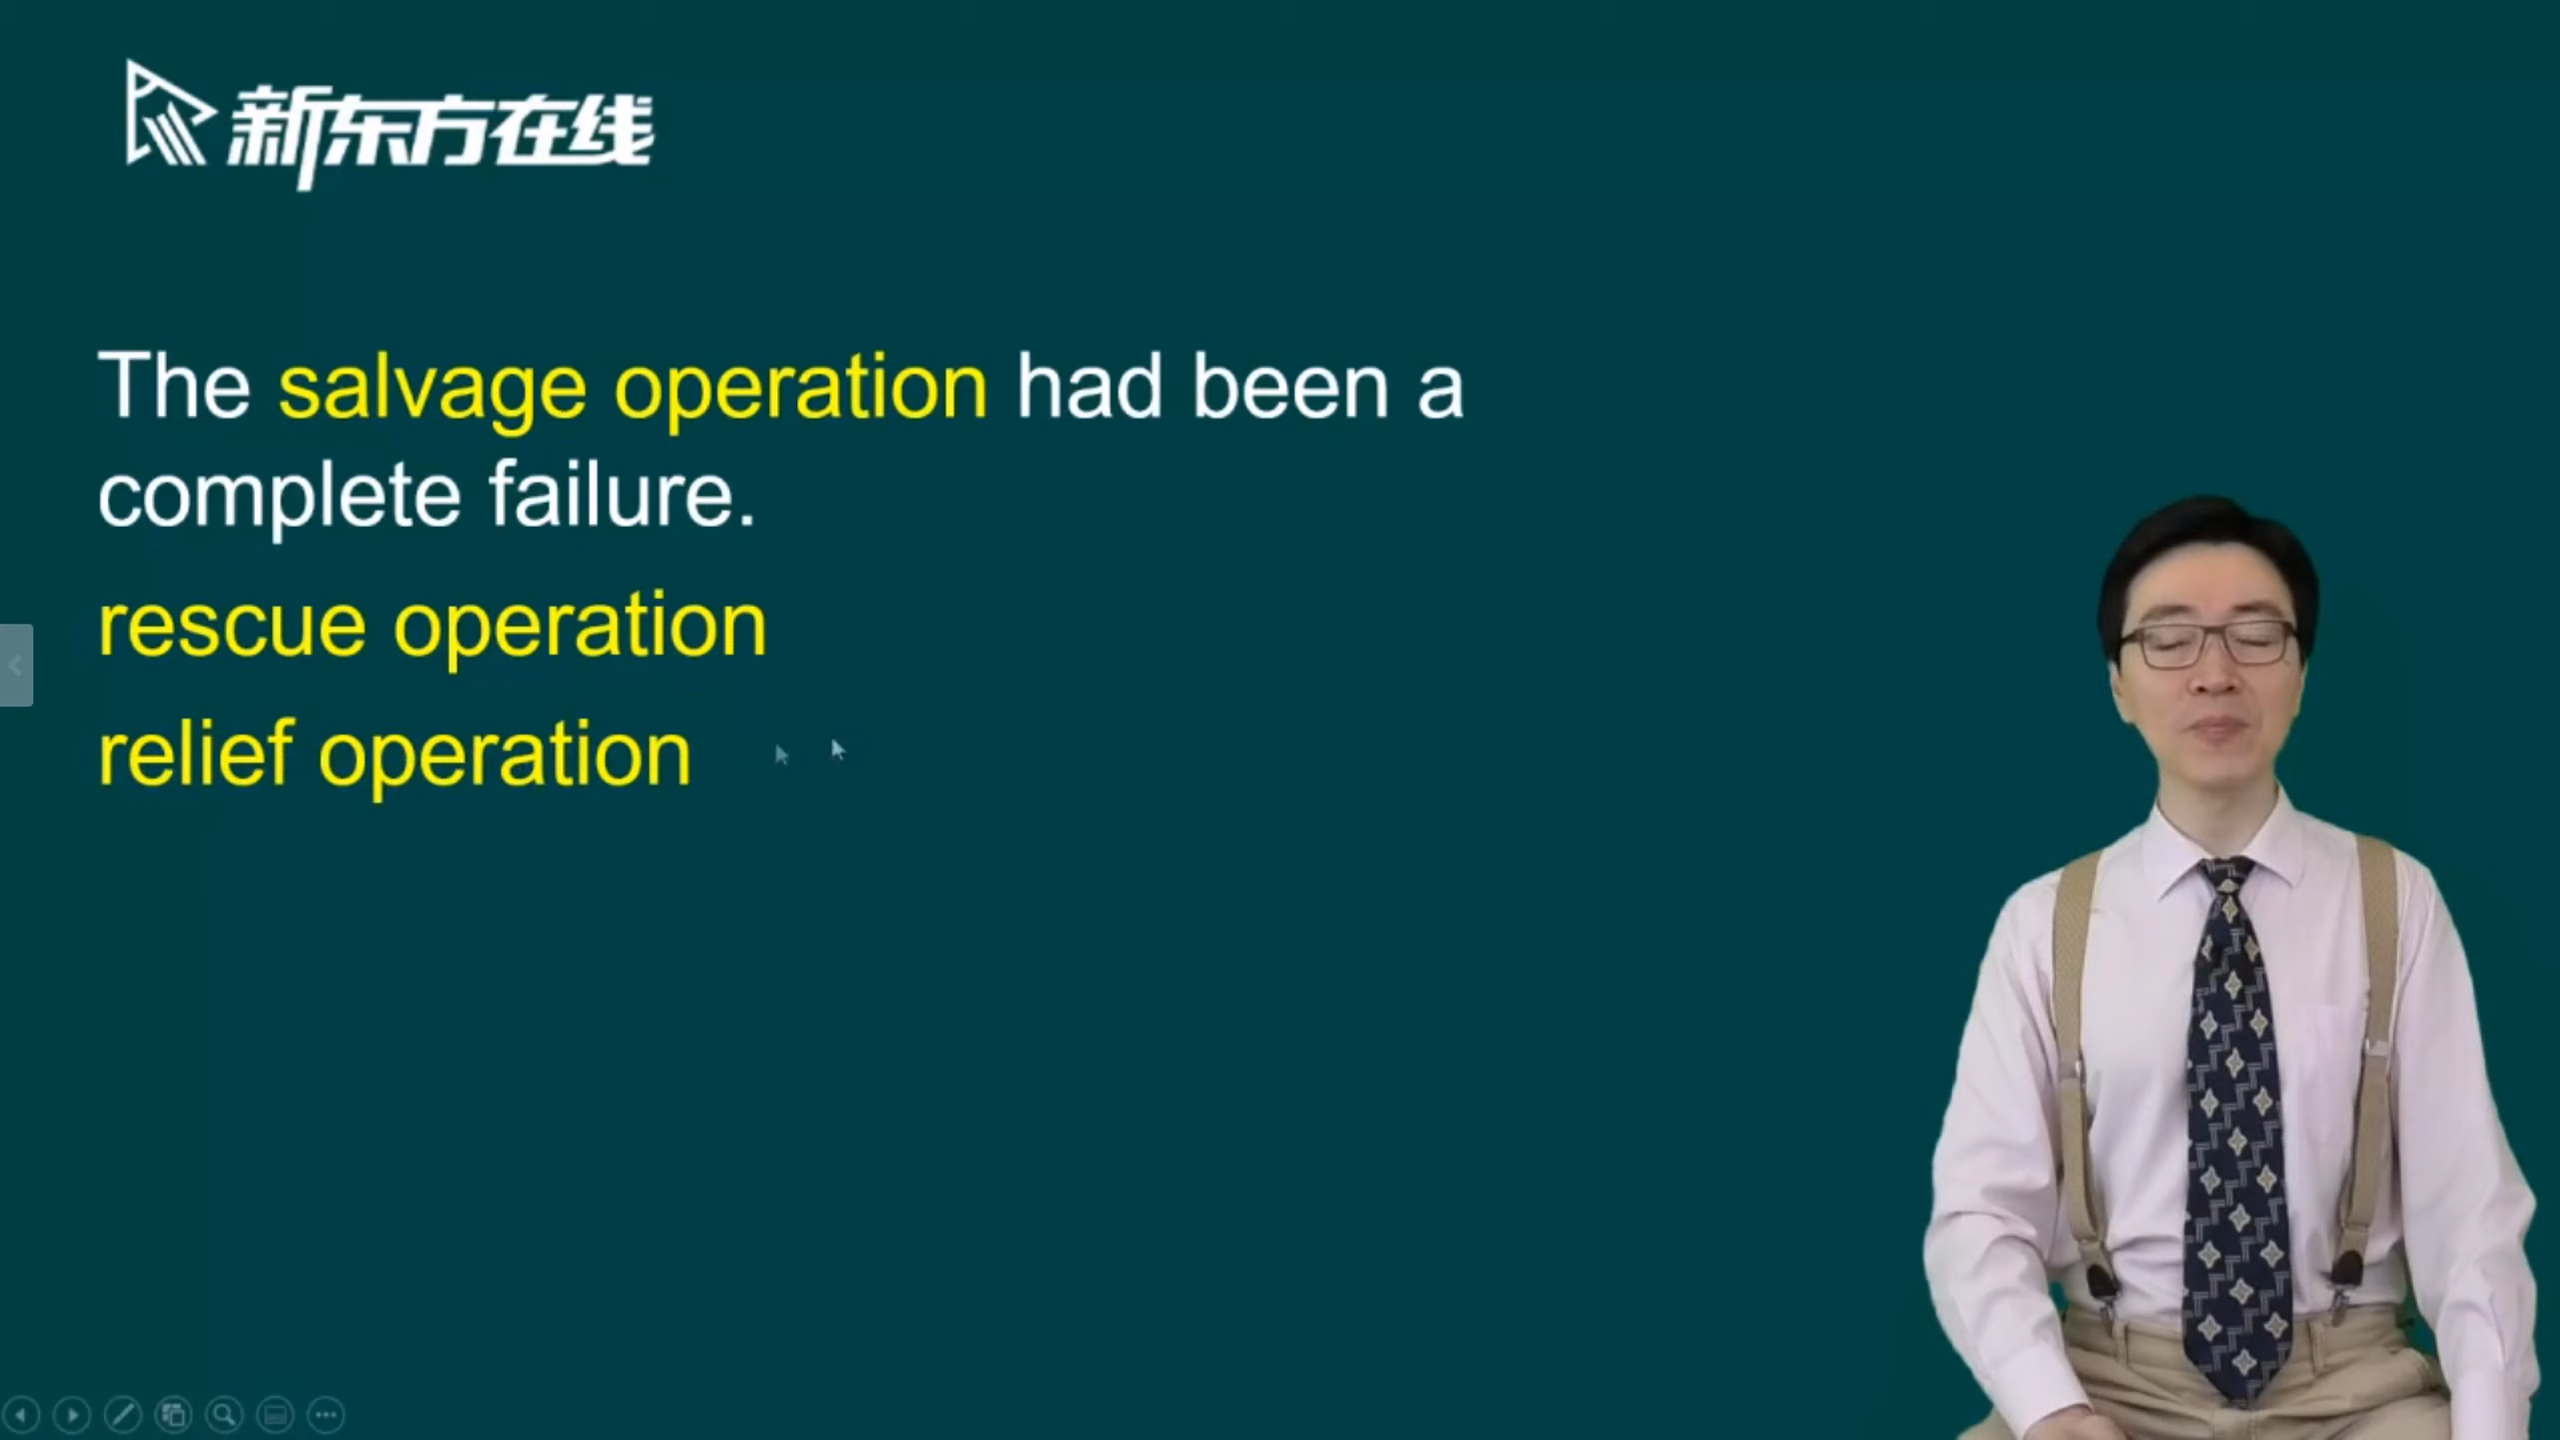 新东方在线
The salvage operation had been a
complete failure.
rescue operation
relief operation